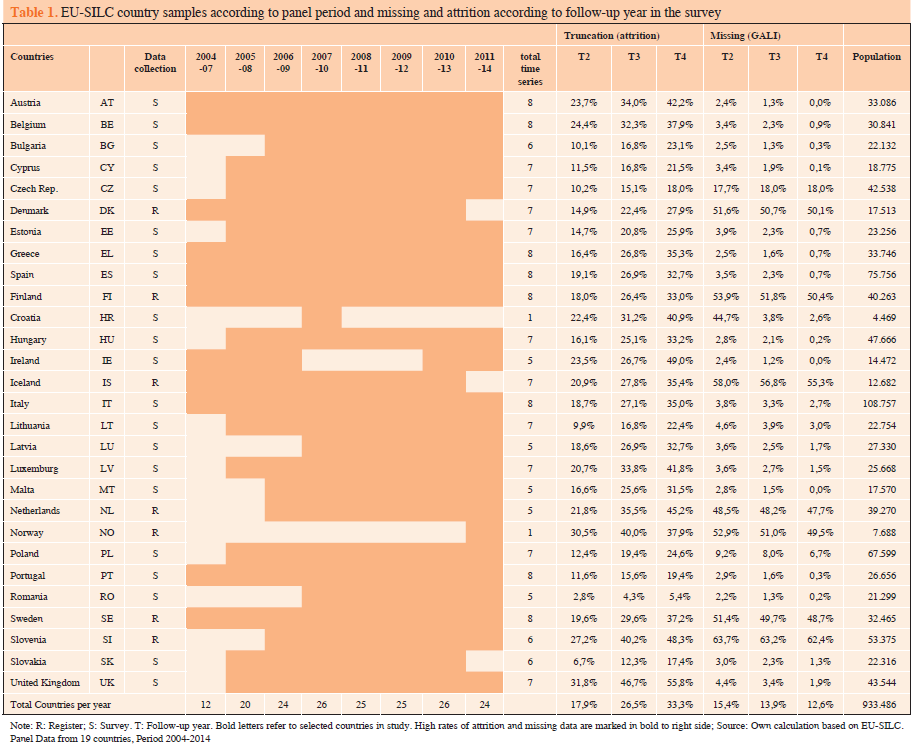 Table 1. EU-SILC country samples according to panel period and missing and attrition according to follow-up year in the survey
Truncation (attrition) Missing (GALI)
Countries Data collection 2004 -07 2005 -08 2006 -09 2007 -10 2008 -11 2009 -12 2010 -13 2011 -14 total time series T2 T3 T4 T2 T3 T4 Population
Austria AT S 8 23,7% 34,0% 42,2% 2,4% 1,3% 0,0% 33.086
Belgium BE S 8 24,4% 32,3% 37,9% 3,4% 2,3% 0,9% 30.841
Bulgaria BG S 6 10,1% 16,8% 23,1% 2,5% 1,3% 0,3% 22.132
Cyprus CY S 7 11,5% 16,8% 21,5% 3,4% 1,9% 0,1% 18.775
Czech Rep. CZ S 7 10,2% 15,1% 18,0% 17,7% 18,0% 18,0% 42.538
Denmark DK R 7 14,9% 22,4% 27,9% 51,6% 50,7% 50,1% 17.513
Estonia EE S 7 14,7% 20,8% 25,9% 3,9% 2,3% 0,7% 23.256
Greece EL S 8 16,4% 26,8% 35,3% 2,5% 1,6% 0,7% 33.746
Spain ES S 8 19,1% 26,9% 32,7% 3,5% 2,3% 0,7% 75.756
Finland FI R 8 18,0% 26,4% 33,0% 53,9% 51,8% 50,4% 40.263
Croatia HR S 1 22,4% 31,2% 40,9% 44,7% 3,8% 2,6% 4.469
Hungary HU S 7 16,1% 25,1% 33,2% 2,8% 2,1% 0,2% 47.666
Ireland IE S 5 23,5% 26,7% 49,0% 2,4% 1,2% 0,0% 14.472
Iceland IS R 7 20,9% 27,8% 35,4% 58,0% 56,8% 55,3% 12.682
Italy IT S 8 18,7% 27,1% 35,0% 3,8% 3,3% 2,7% 108.757
Lithuania LT S 7 9,9% 16,8% 22,4% 4,6% 3,9% 3,0% 22.754
Latvia LU S 5 18,6% 26,9% 32,7% 3,6% 2,5% 1,7% 27.330
Luxemburg LV S 7 20,7% 33,8% 41,8% 3,6% 2,7% 1,5% 25.668
Malta MT S 5 16,6% 25,6% 31,5% 2,8% 1,5% 0,0% 17.570
Netherlands NL R 5 21,8% 35,5% 45,2% 48,5% 48,2% 47,7% 39.270
Norway NO R 1 30,5% 40,0% 37,9% 52,9% 51,0% 49,5% 7.688
Poland PL S 7 12,4% 19,4% 24,6% 9,2% 8,0% 6,7% 67.599
Portugal PT S 8 11,6% 15,6% 19,4% 2,9% 1,6% 0,3% 26.656
Romania RO S 5 2,8% 4,3% 5,4% 2,2% 1,3% 0,2% 21.299
Sweden SE R 8 19,6% 29,6% 37,2% 51,4% 49,7% 48,7% 32.465
Slovenia SI R 6 27,2% 40,2% 48,3% 63,7% 63,2% 62,4% 53.375
Slovakia SK S 6 6,7% 12,3% 17,4% 3,0% 2,3% 1,3% 22.316
United Kingdom UK S 7 31,8% 46,7% 55,8% 4,4% 3,4% 1,9% 43.544
Total Countries per year 12 20 24 25 25 26 26 24 17,9% 26,5% 33,3% 15,4% 13,9% 12,6% 933.486
Note: R: Register; S: Survey. T: Follow-up year. Bold letters refer to selected countries in study. High rates of attrition and missing data are marked in bold to right side; Source: Own calculation based on EU-SILC.
Panel Data from 19 countries, Period 2004-2014